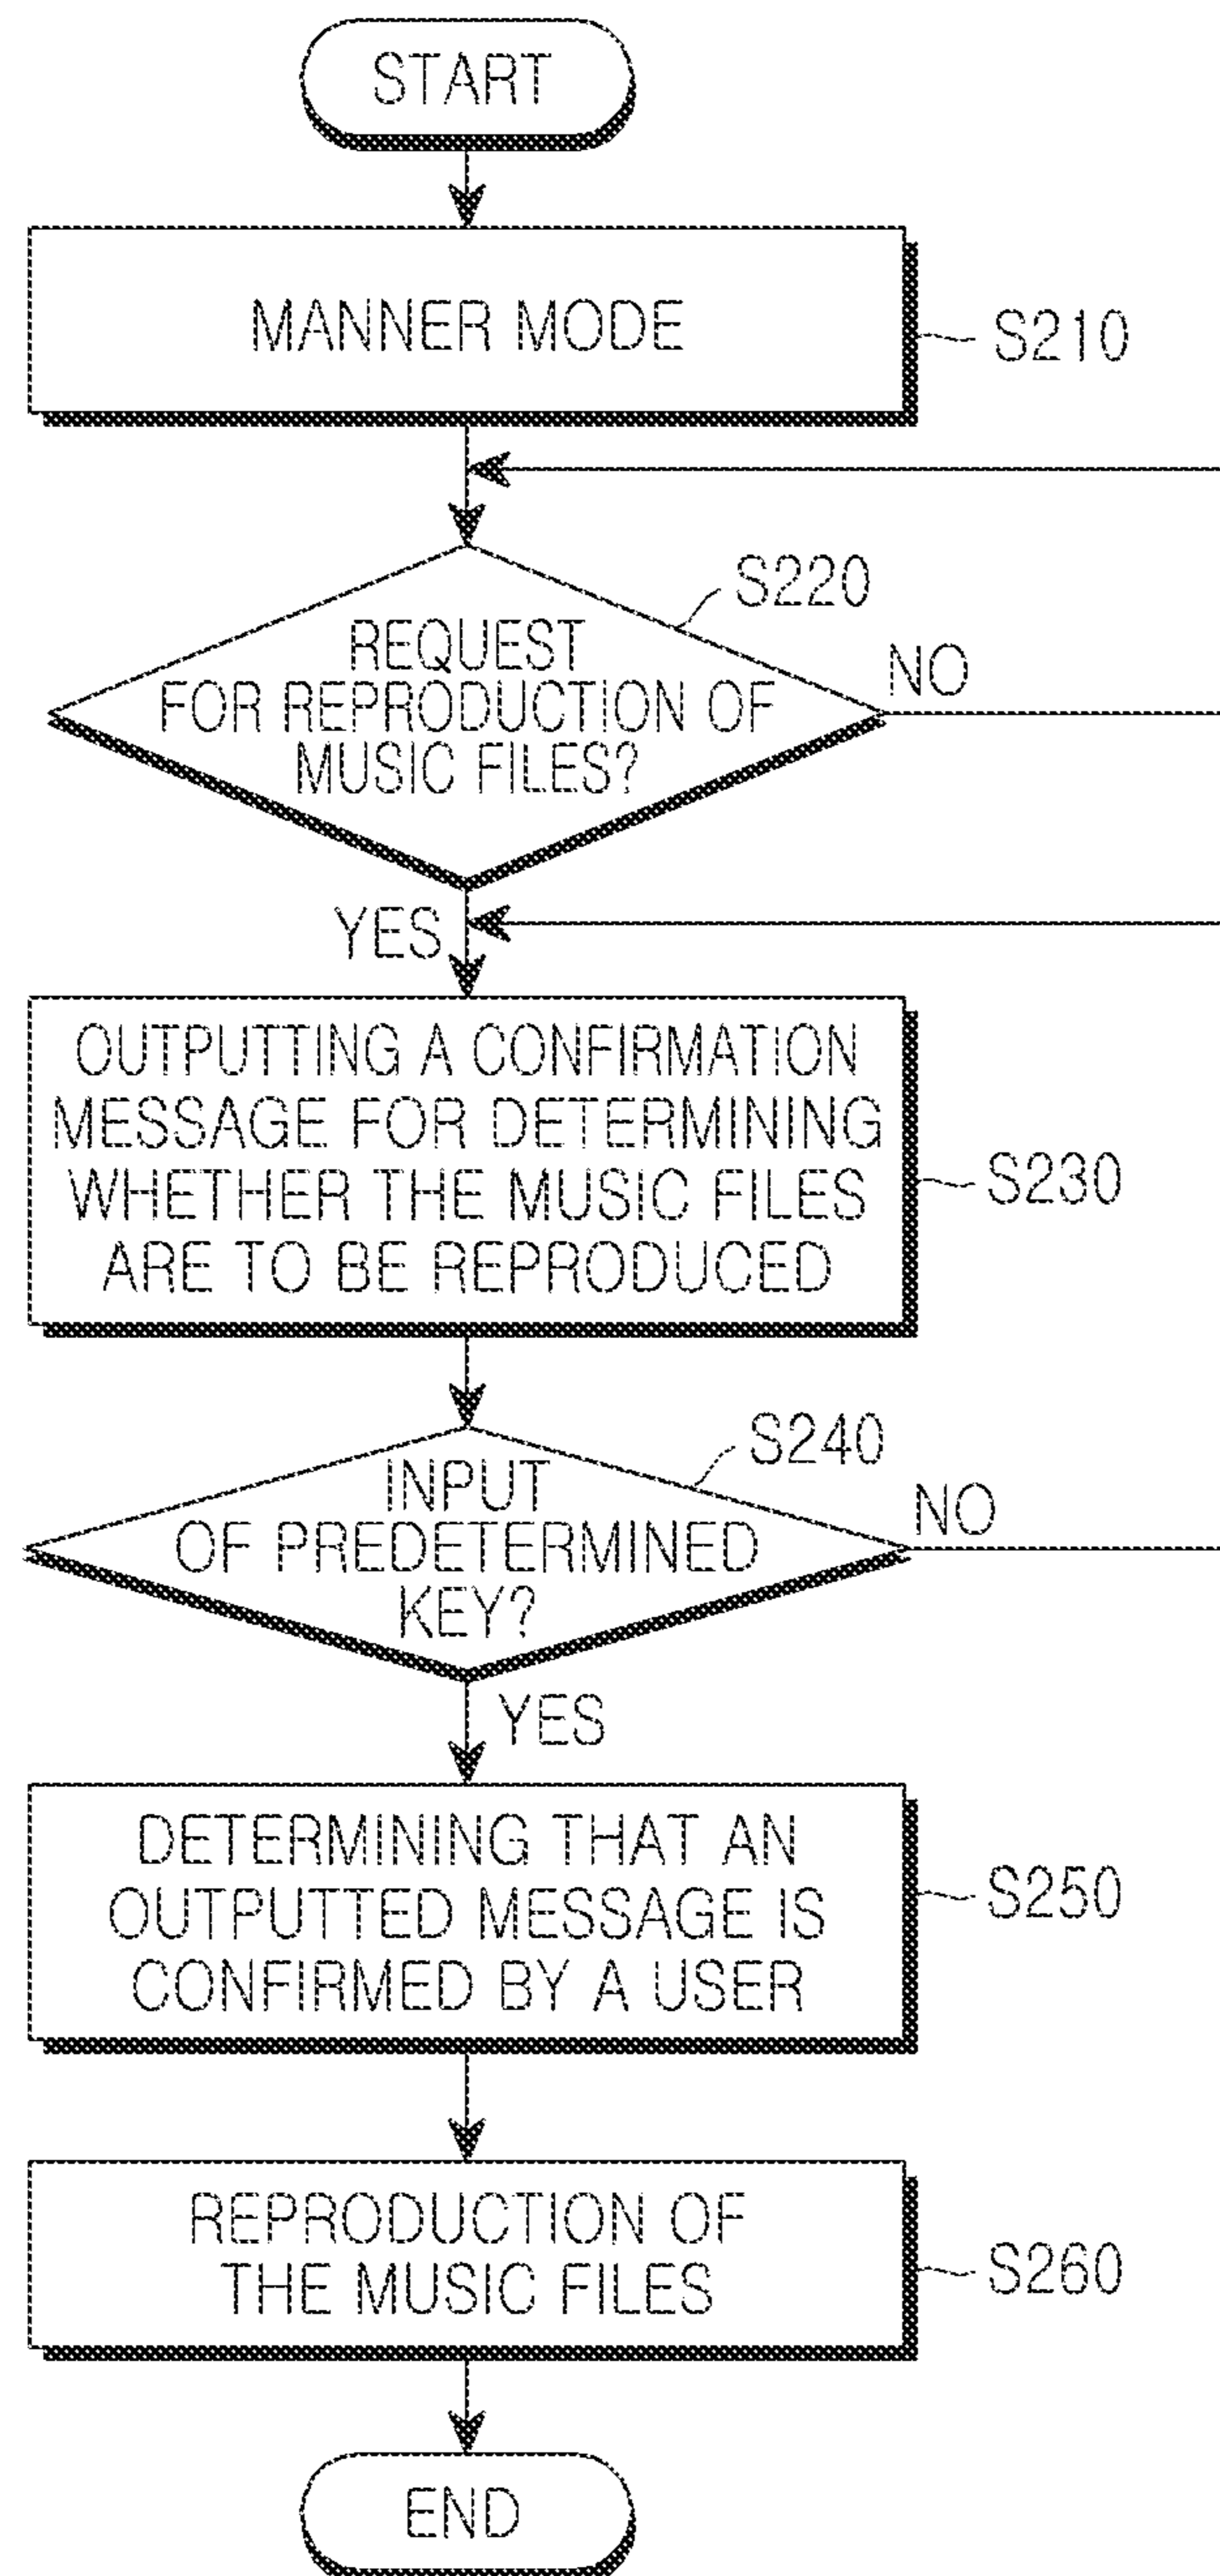 START
MANNER MODE
S210
S220
REQUEST
FOR REPRODUCTION OF
MUSIC FILES?
NO
YES
OUTPUTTING A CONFIRMATION
MESSAGE FOR DETERMINING
WHETHER THE MUSIC FILES
ARE TO BE REPRODUCED
S230
S240
INPUT
OF PREDETERMINED
KEY?
NO
YES
DETERMINING THAT AN
OUTPUTTED MESSAGE IS
CONFIRMED BY A USER
S250
REPRODUCTION OF
THE MUSIC FILES
S260
END